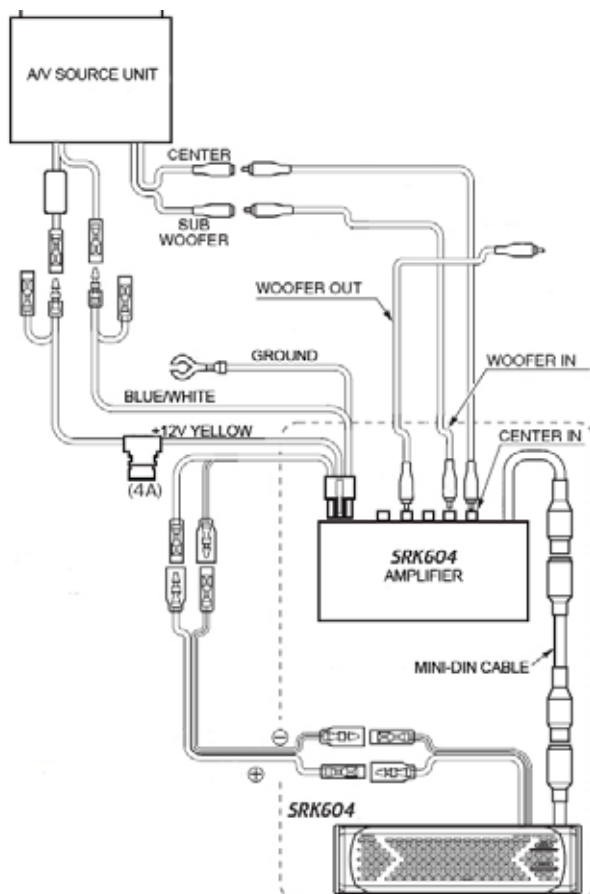 A/V SOURCE UNIT
CENTER
SUB
WOOFER
WOOFER OUT
GROUND
WOOFER IN
BLUE/WHITE
+12V YELLOW
CENTER IN
(4A)
SRK604
AMPLIFIER
MINI-DIN CABLE
⊖
⊕
SRK604